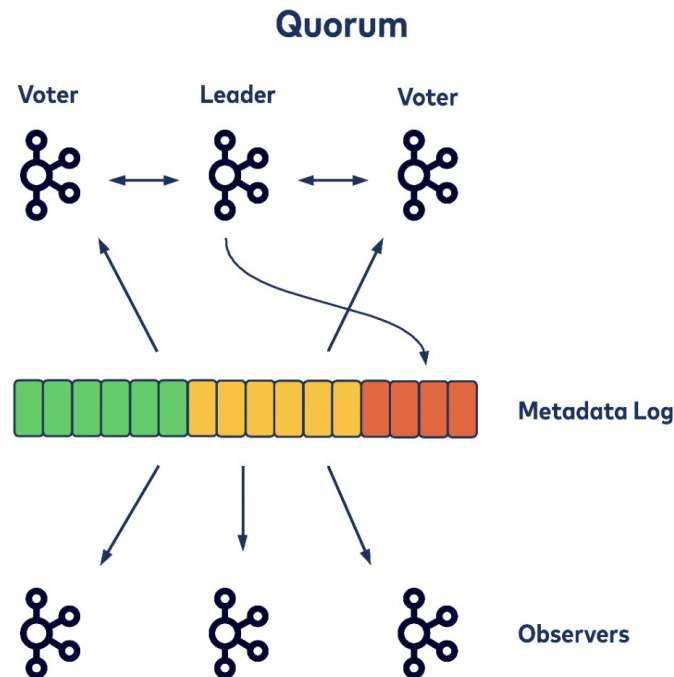 Quorum
Voter
Leader
Voter
Metadata Log
Observers